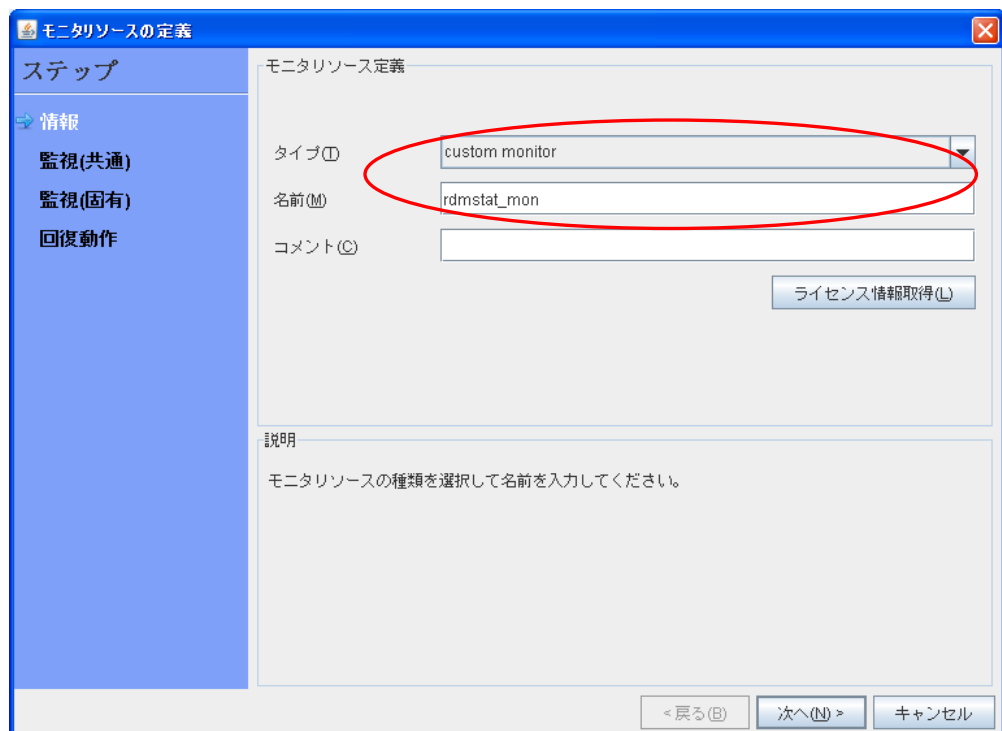 モニタリソースの定義
ステップ
情報
監視(共通)
監視(固有)
回復動作
モニタリソース定義
タイプ(T) custom monitor
名前(M) rdmstat_mon
コメント(C)
ライセンス情報取得(L)
説明
モニタリソースの種類を選択して名前を入力してください。
<戻る(B) 次へ(N) > キャンセル